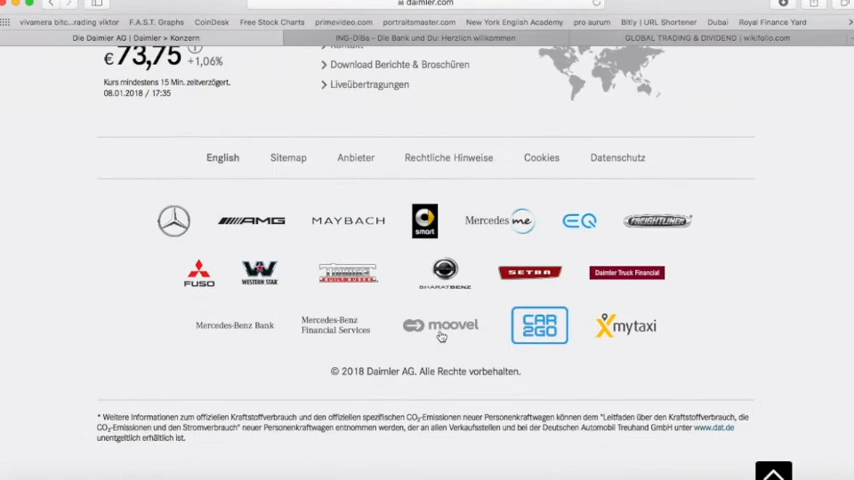 daimler.com
vivamera bit...rading viktor F.A.S.T. Graphs CoinDesk Free Stock Charts primevideo.com portraitsmaster.com New York English Academy pro aurum Bitly | URL Shortener Dubai Royal Finance Yard
Die Daimler AG | Daimler > Konzern ING-DiBa – Die Bank und Du: Herzlich willkommen GLOBAL TRADING & DIVIDEND | wikifolio.com
€ 73,75 +1,06%
Kurs mindestens 15 Min. zeitverzögert.
08.01.2018 / 17:35
Kontakt
Download Berichte & Broschüren
Liveübertragungen
English Sitemap Anbieter Rechtliche Hinweise Cookies Datenschutz
AMG MAYBACH smart Mercedes me EQ FREIGHTLINER
FUSO WESTERN STAR THOMAS BUILT BUSES BHARATBENZ SETRA Daimler Truck Financial
Mercedes-Benz Bank Mercedes-Benz Financial Services moovel CAR2GO mytaxi
© 2018 Daimler AG. Alle Rechte vorbehalten.
* Weitere Informationen zum offiziellen Kraftstoffverbrauch und den offiziellen spezifischen CO₂-Emissionen neuer Personenkraftwagen können dem "Leitfaden über den Kraftstoffverbrauch, die
CO₂-Emissionen und den Stromverbrauch" neuer Personenkraftwagen entnommen werden, der an allen Verkaufsstellen und bei der Deutschen Automobil Treuhand GmbH unter www.dat.de
unentgeltlich erhältlich ist.